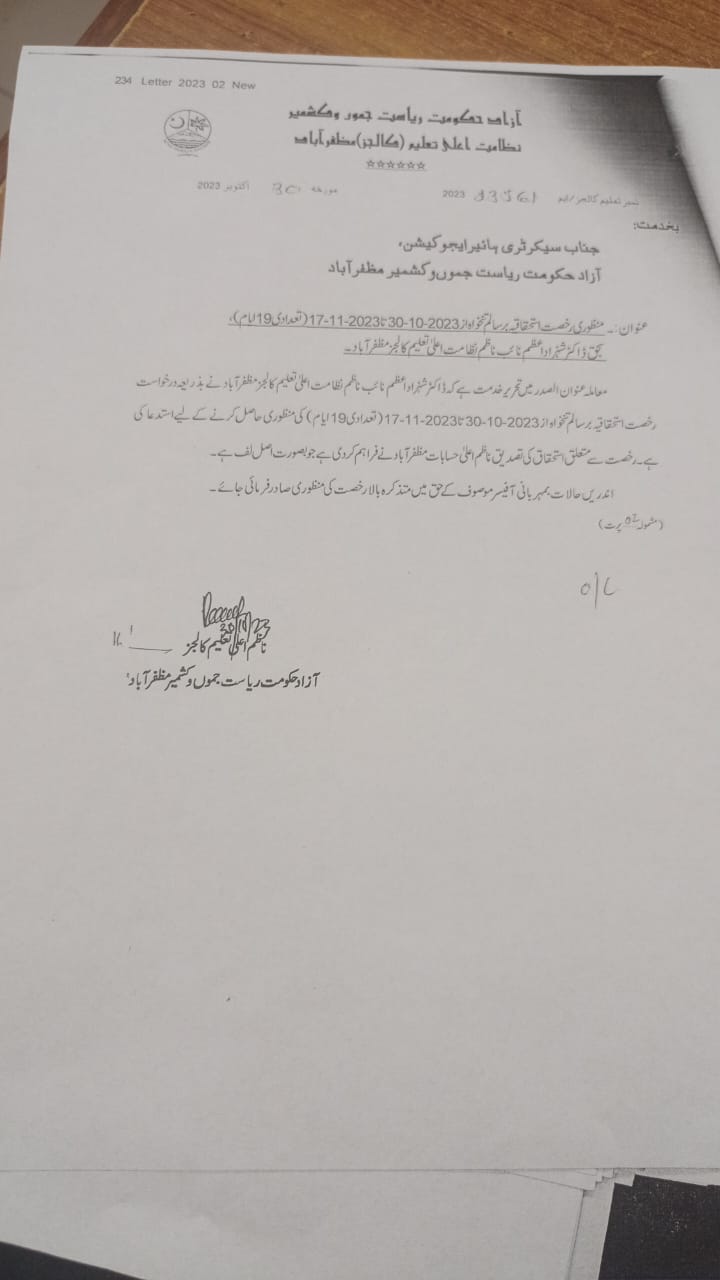 234 Letter 2023 02 New
آزاد حکومت ریاست جموں وکشمیر
نظامت اعلیٰ تعلیم (کالجز) مظفرآباد
☆☆☆☆☆☆
نمبر تعلیم کالجز/ایم 2023 مورخہ 30 اکتوبر 2023
بخدمت:
جناب سیکرٹری ہائیر ایجوکیشن،
آزاد حکومت ریاست جموں وکشمیر مظفرآباد
عنوان:۔ منظوری رخصت استحقاقیہ برسالم تنخواہ از 30-10-2023 تا 17-11-2023 (تعدادی 19 ایام)،
بحق ڈاکٹر شہزاد اعظم نائب ناظم نظامت اعلیٰ تعلیم کالجز مظفرآباد۔
معاملہ عنوان الصدر میں تحریر خدمت ہے کہ ڈاکٹر شہزاد اعظم نائب ناظم نظامت اعلیٰ تعلیم کالجز مظفرآباد نے بذریعہ درخواست
رخصت استحقاقیہ برسالم تنخواہ از 30-10-2023 تا 17-11-2023 (تعدادی 19 ایام) کی منظوری حاصل کرنے کے لیے استدعا کی
ہے۔ رخصت سے متعلق استحقاق کی تصدیق ناظم اعلیٰ حسابات مظفرآباد نے فراہم کردی ہے جو بصورت اصل لف ہے۔
اندریں حالات بمہربانی آفیسر موصوف کے حق میں متذکرہ بالا رخصت کی منظوری صادر فرمائی جائے۔
(مشمولہ 02 پرت)
O/C
ناظم اعلیٰ تعلیم کالجز
آزاد حکومت ریاست جموں وکشمیر مظفرآباد